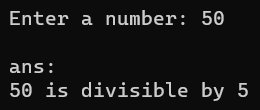 Enter a number: 50
ans:
50 is divisible by 5